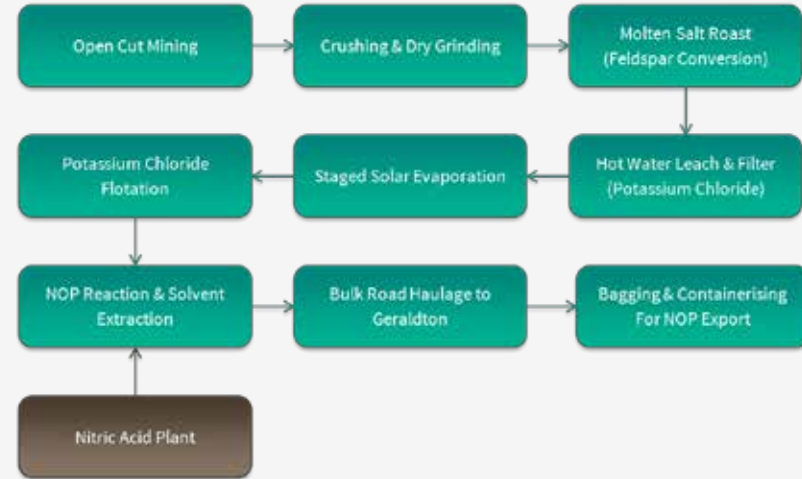 Open Cut Mining
Crushing & Dry Grinding
Molten Salt Roast
(Feldspar Conversion)
Potassium Chloride
Flotation
Staged Solar Evaporation
Hot Water Leach & Filter
(Potassium Chloride)
NOP Reaction & Solvent
Extraction
Bulk Road Haulage to
Geraldton
Bagging & Containerising
For NOP Export
Nitric Acid Plant